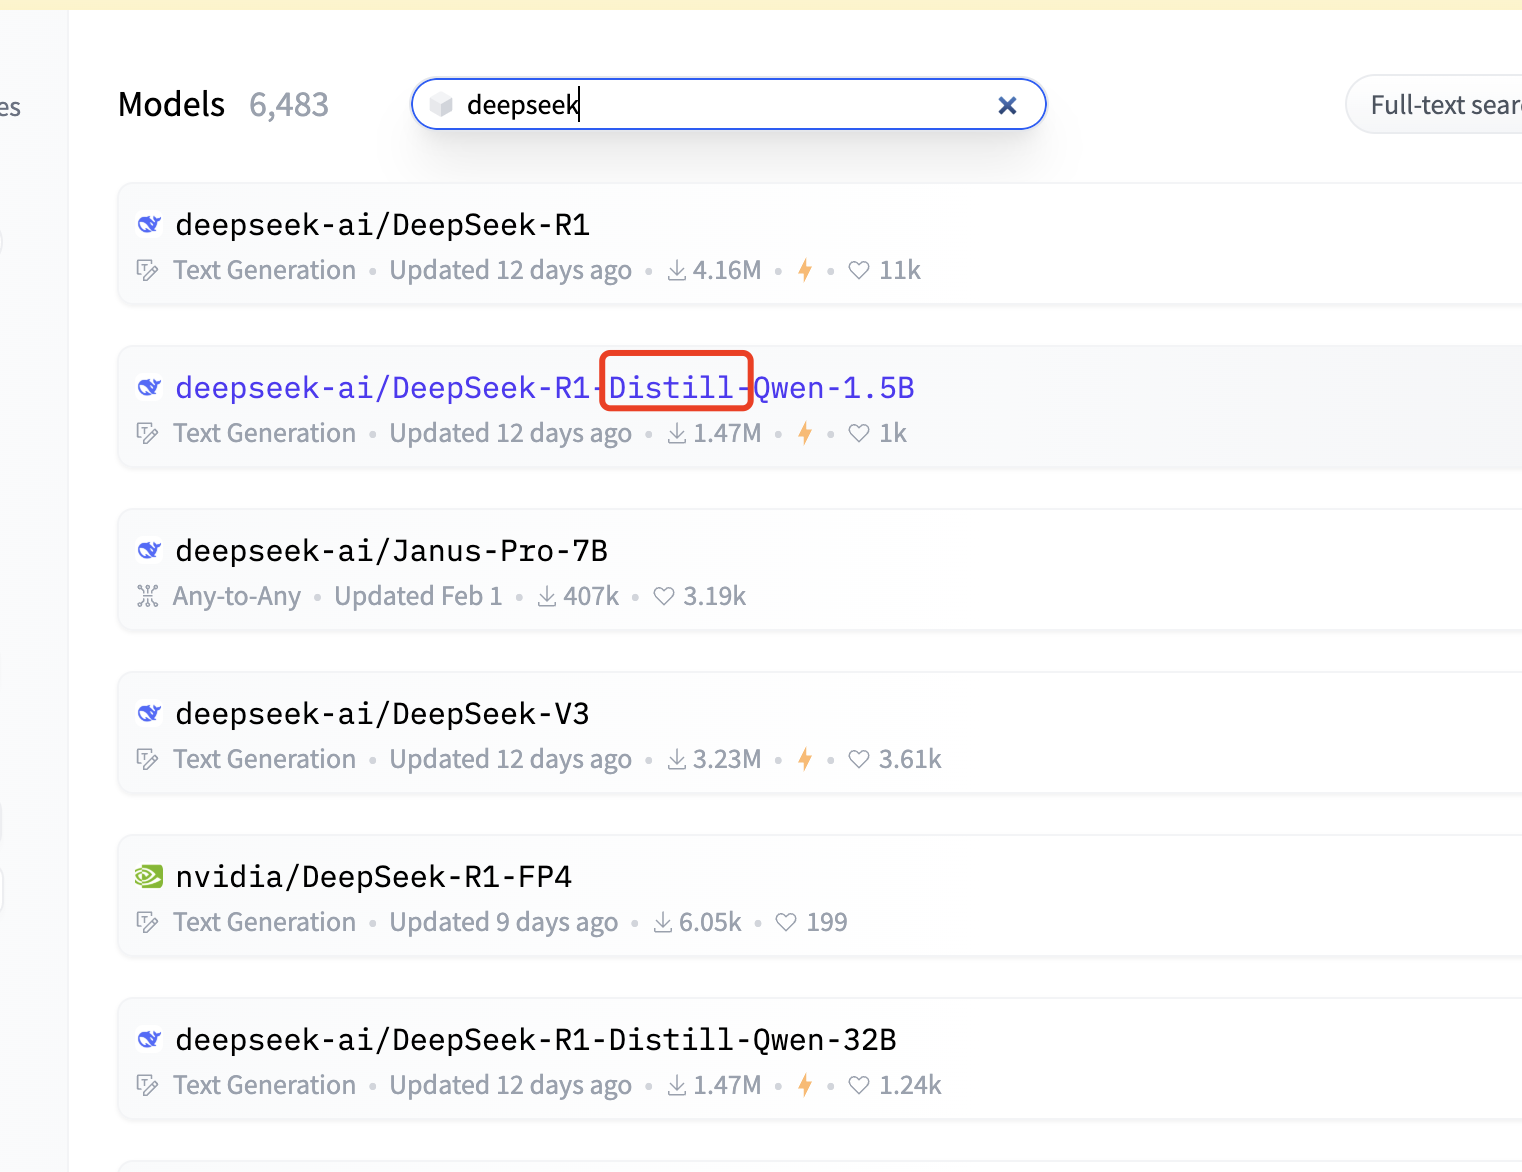 es
Models 6,483 deepseek Full-text sear
deepseek-ai/DeepSeek-R1
Text Generation • Updated 12 days ago • 4.16M • • 11k
deepseek-ai/DeepSeek-R1-Distill-Qwen-1.5B
Text Generation • Updated 12 days ago • 1.47M • • 1k
deepseek-ai/Janus-Pro-7B
Any-to-Any • Updated Feb 1 • 407k • 3.19k
deepseek-ai/DeepSeek-V3
Text Generation • Updated 12 days ago • 3.23M • • 3.61k
nvidia/DeepSeek-R1-FP4
Text Generation • Updated 9 days ago • 6.05k • 199
deepseek-ai/DeepSeek-R1-Distill-Qwen-32B
Text Generation • Updated 12 days ago • 1.47M • • 1.24k